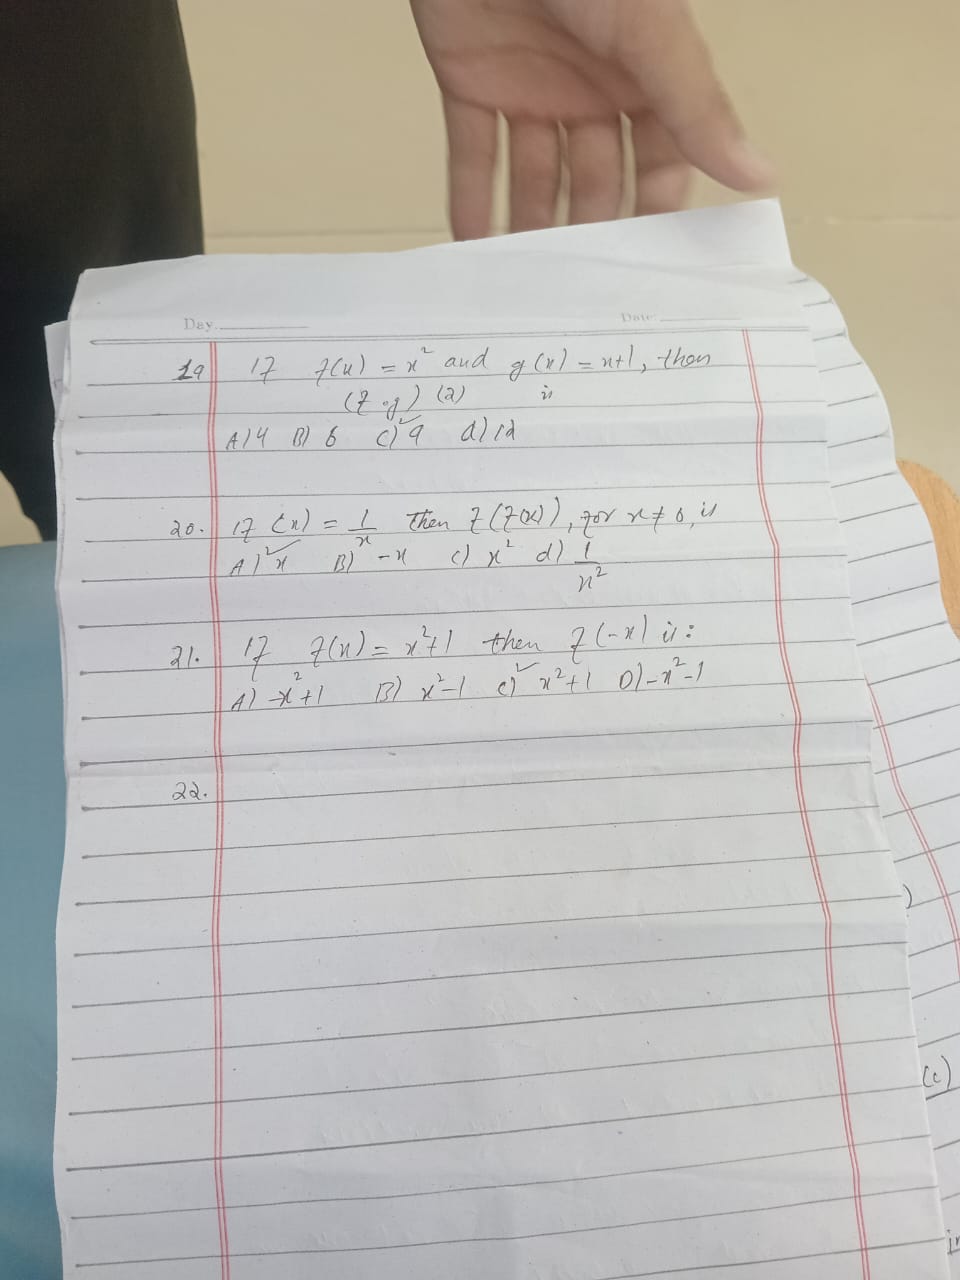 Day.
Date:
19 If f(x) = x² and g(x) = x+1, then
(f∘g) (2) is
A) 4 B) 6 c) 9 d) 12
20. If (x) = 1/x Then f(f(x)), for x ≠ 0, is
A) x B) -x c) x² d) 1/x²
21. If f(x) = x²+1 then f(-x) is:
A) -x²+1 B) x²-1 c) x²+1 D) -x²-1
22.
)
(c)